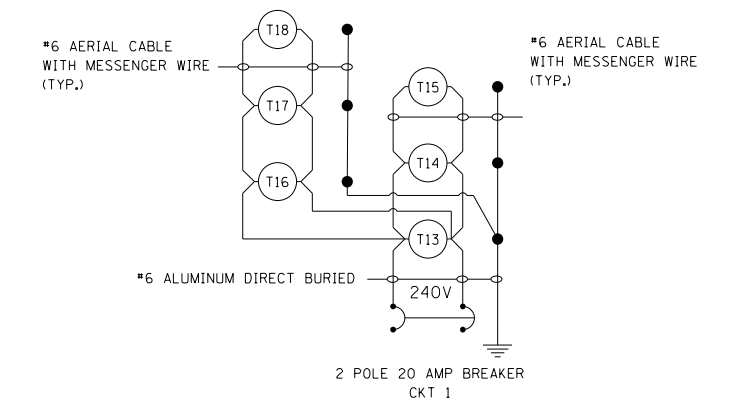 T18
#6 AERIAL CABLE
WITH MESSENGER WIRE
(TYP.)
#6 AERIAL CABLE
WITH MESSENGER WIRE
(TYP.)
T15
T17
T14
T16
T13
#6 ALUMINUM DIRECT BURIED
240V
2 POLE 20 AMP BREAKER
CKT 1